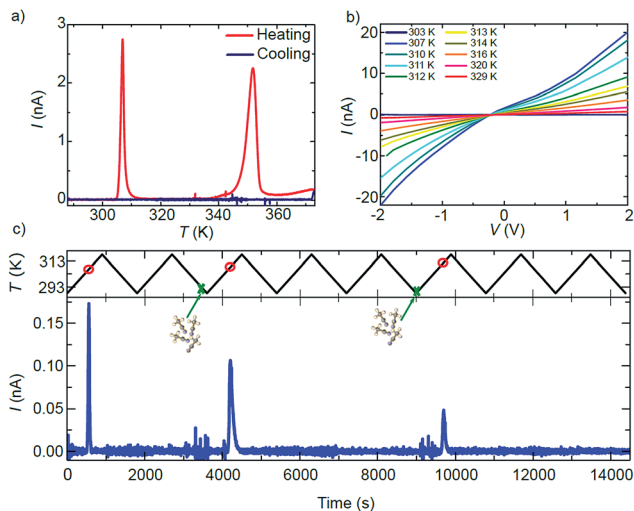 a)
Heating
Cooling
I (nA)
3
2
1
0
300 320 340 360
T (K)
b)
303 K 313 K
307 K 314 K
310 K 316 K
311 K 320 K
312 K 329 K
I (nA)
20
10
0
-10
-20
-2 -1 0 1 2
V (V)
c)
T (K)
313
293
I (nA)
0.15
0.10
0.05
0.00
0 2000 4000 6000 8000 10000 12000 14000
Time (s)